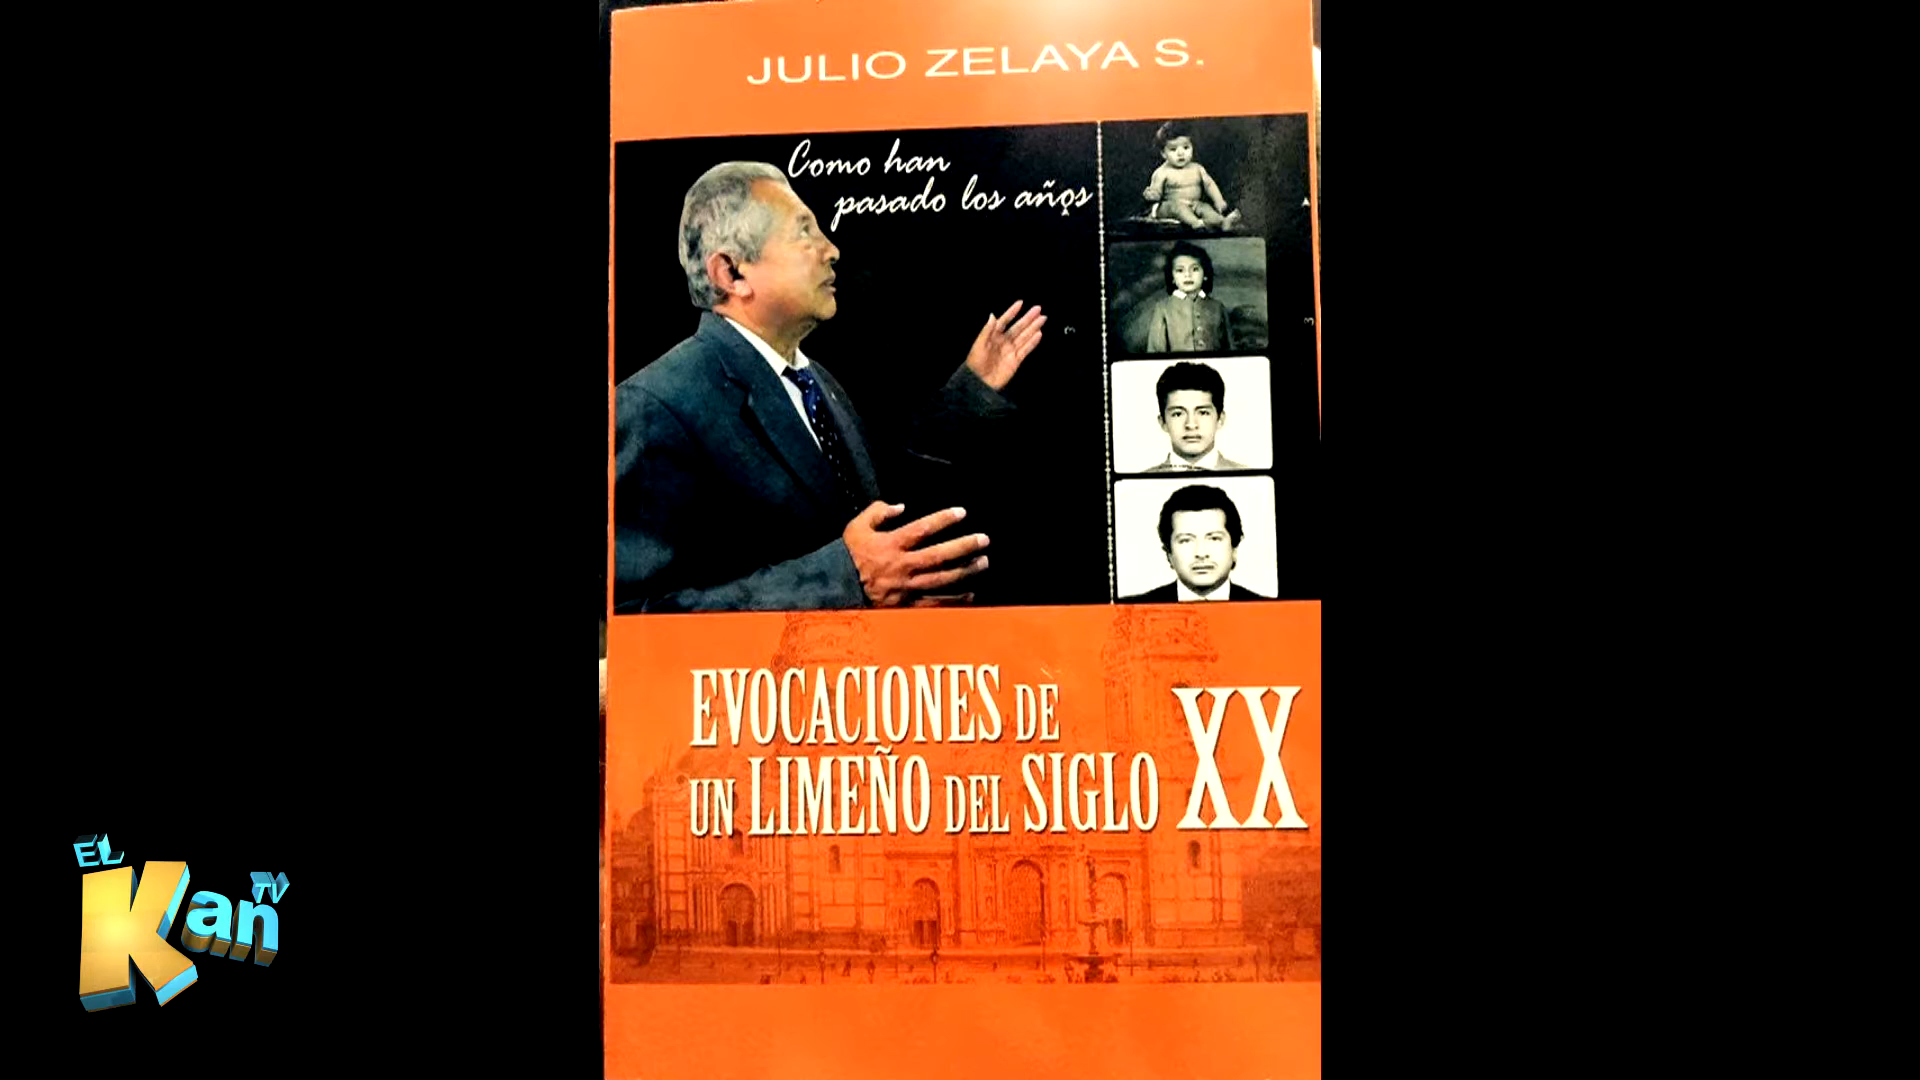 JULIO ZELAYA S.
Como han
pasado los años
EVOCACIONES DE
UN LIMEÑO DEL SIGLO XX
EL
Kan TV